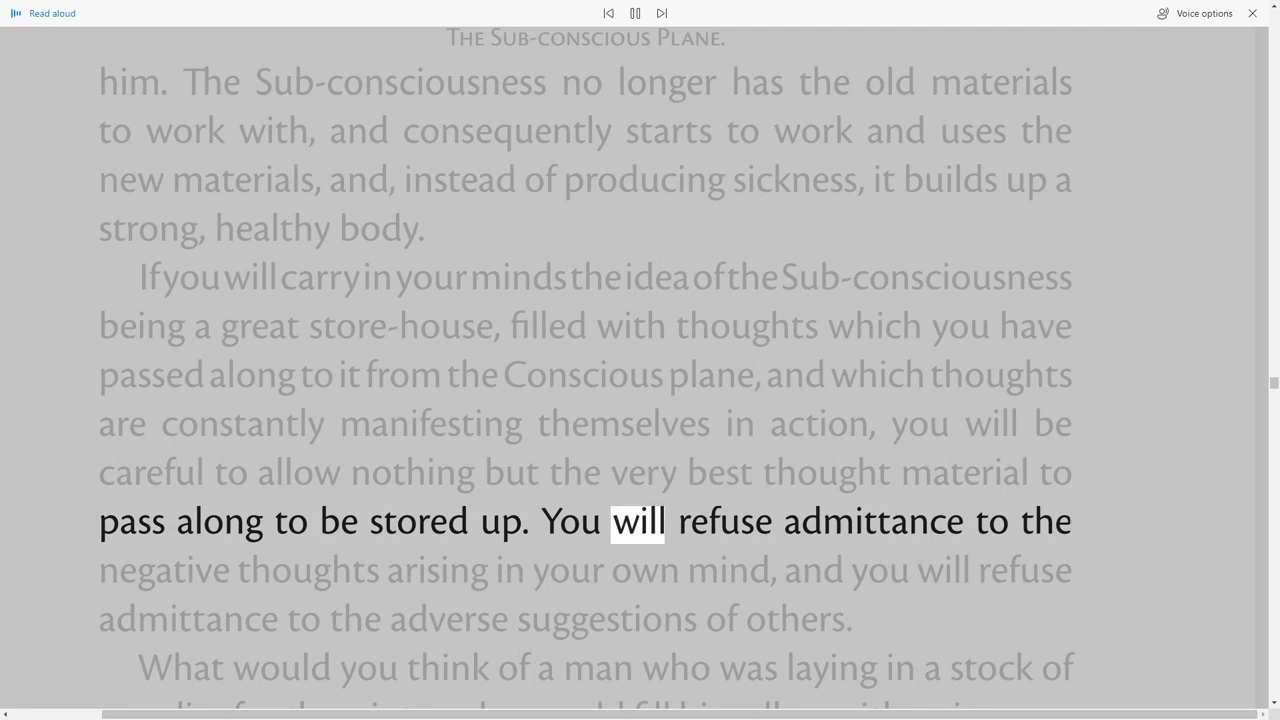 Read aloud
Voice options
The Sub-conscious Plane.
him. The Sub-consciousness no longer has the old materials
to work with, and consequently starts to work and uses the
new materials, and, instead of producing sickness, it builds up a
strong, healthy body.
If you will carry in your minds the idea of the Sub-consciousness
being a great store-house, filled with thoughts which you have
passed along to it from the Conscious plane, and which thoughts
are constantly manifesting themselves in action, you will be
careful to allow nothing but the very best thought material to
pass along to be stored up. You will refuse admittance to the
negative thoughts arising in your own mind, and you will refuse
admittance to the adverse suggestions of others.
What would you think of a man who was laying in a stock of